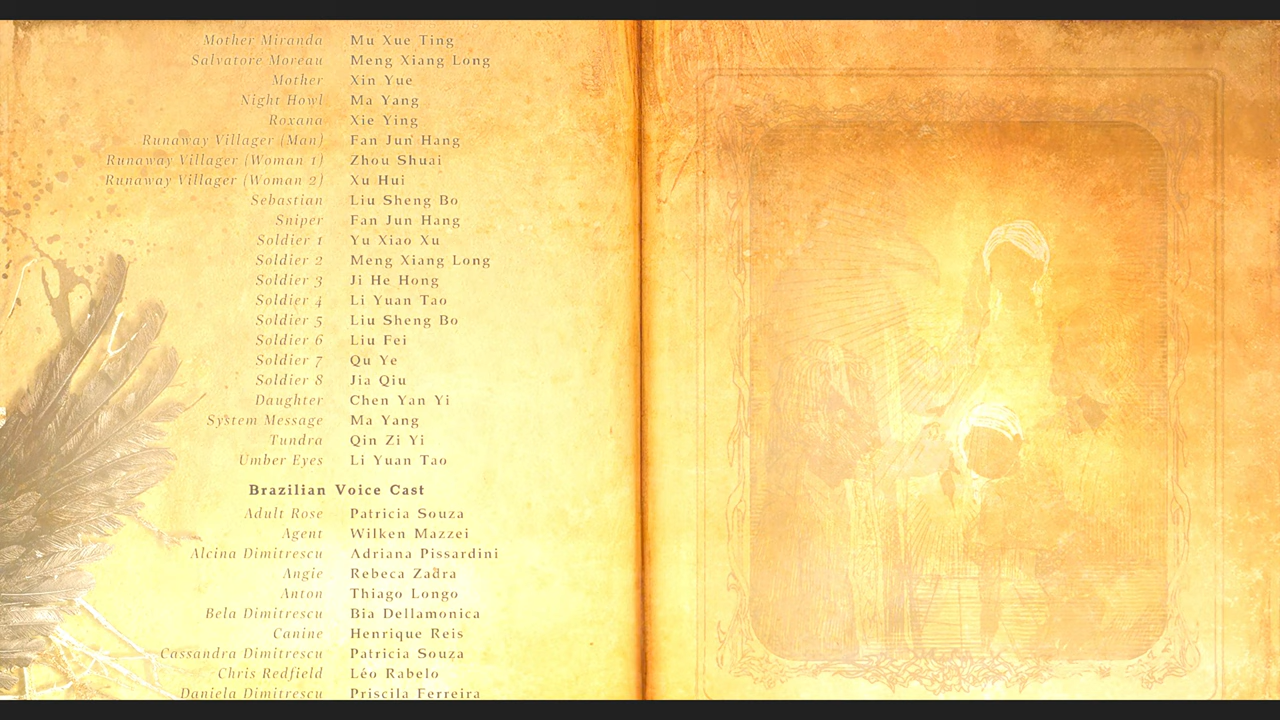 Mother Miranda Mu Xue Ting
Salvatore Moreau Meng Xiang Long
Mother Xin Yue
Night Howl Ma Yang
Roxana Xie Ying
Runaway Villager (Man) Fan Jun Hang
Runaway Villager (Woman 1) Zhou Shuai
Runaway Villager (Woman 2) Xu Hui
Sebastian Liu Sheng Bo
Sniper Fan Jun Hang
Soldier 1 Yu Xiao Xu
Soldier 2 Meng Xiang Long
Soldier 3 Ji He Hong
Soldier 4 Li Yuan Tao
Soldier 5 Liu Sheng Bo
Soldier 6 Liu Fei
Soldier 7 Qu Ye
Soldier 8 Jia Qiu
Daughter Chen Yan Yi
System Message Ma Yang
Tundra Qin Zi Yi
Umber Eyes Li Yuan Tao
Brazilian Voice Cast
Adult Rose Patricia Souza
Agent Wilken Mazzei
Alcina Dimitrescu Adriana Pissardini
Angie Rebeca Zadra
Anton Thiago Longo
Bela Dimitrescu Bia Dellamonica
Canine Henrique Reis
Cassandra Dimitrescu Patricia Souza
Chris Redfield Léo Rabelo
Daniela Dimitrescu Priscila Ferreira